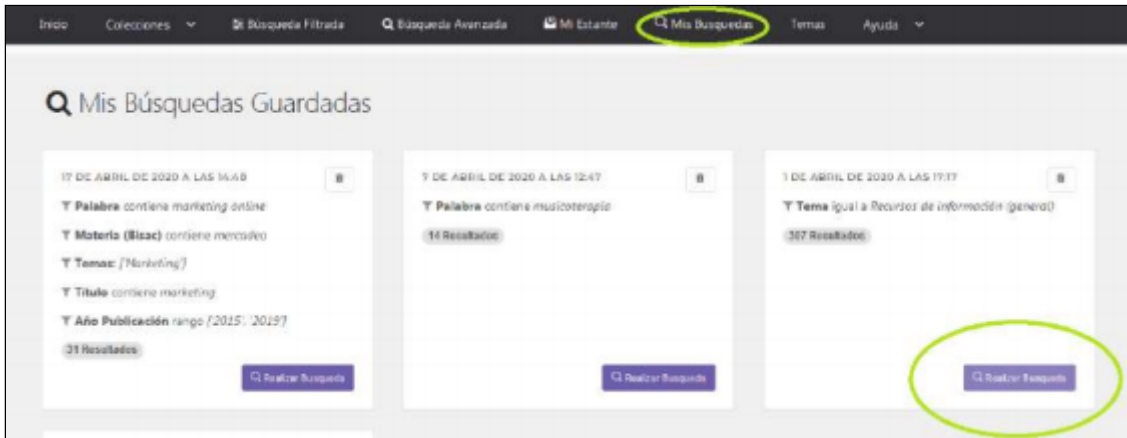 Inicio Colecciones Búsqueda Filtrada Búsqueda Avanzada Mi Estante Mis Busquedas Temas Ayuda
Mis Búsquedas Guardadas
17 DE ABRIL DE 2020 A LAS 14:48
Palabra contiene marketing online
Materia (Bisac) contiene mercadeo
Temas: ['Marketing']
Título contiene marketing
Año Publicación rango ['2015', '2019']
31 Resultados
Realizar Busqueda
7 DE ABRIL DE 2020 A LAS 12:47
Palabra contiene musicoterapia
14 Resultados
Realizar Busqueda
1 DE ABRIL DE 2020 A LAS 17:17
Tema igual a Recursos de información (general)
307 Resultados
Realizar Busqueda